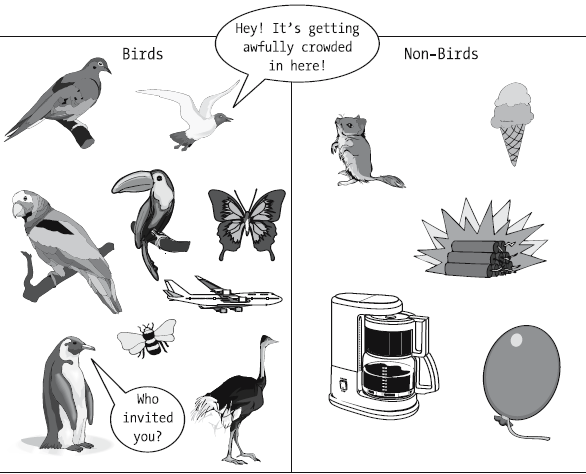 Hey! It's getting
awfully crowded
in here!
Birds
Non-Birds
Who
invited
you?